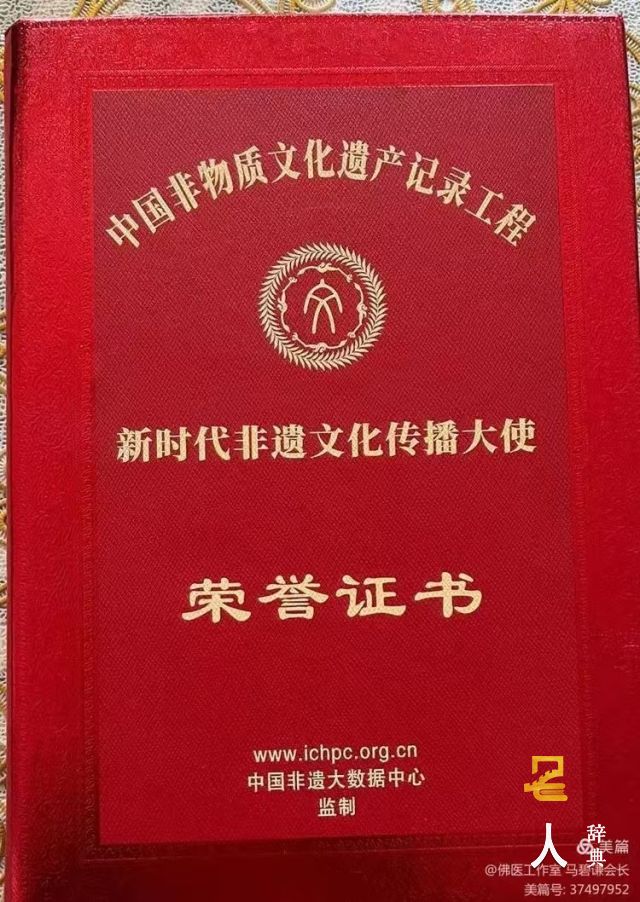 中国非物质文化遗产记录工程
文
新时代非遗文化传播大使
荣誉证书
www.ichpc.org.cn
中国非遗大数据中心
监制
名人
辞典
美篇
@佛医工作室 马碧谦会长
美篇号: 37497952